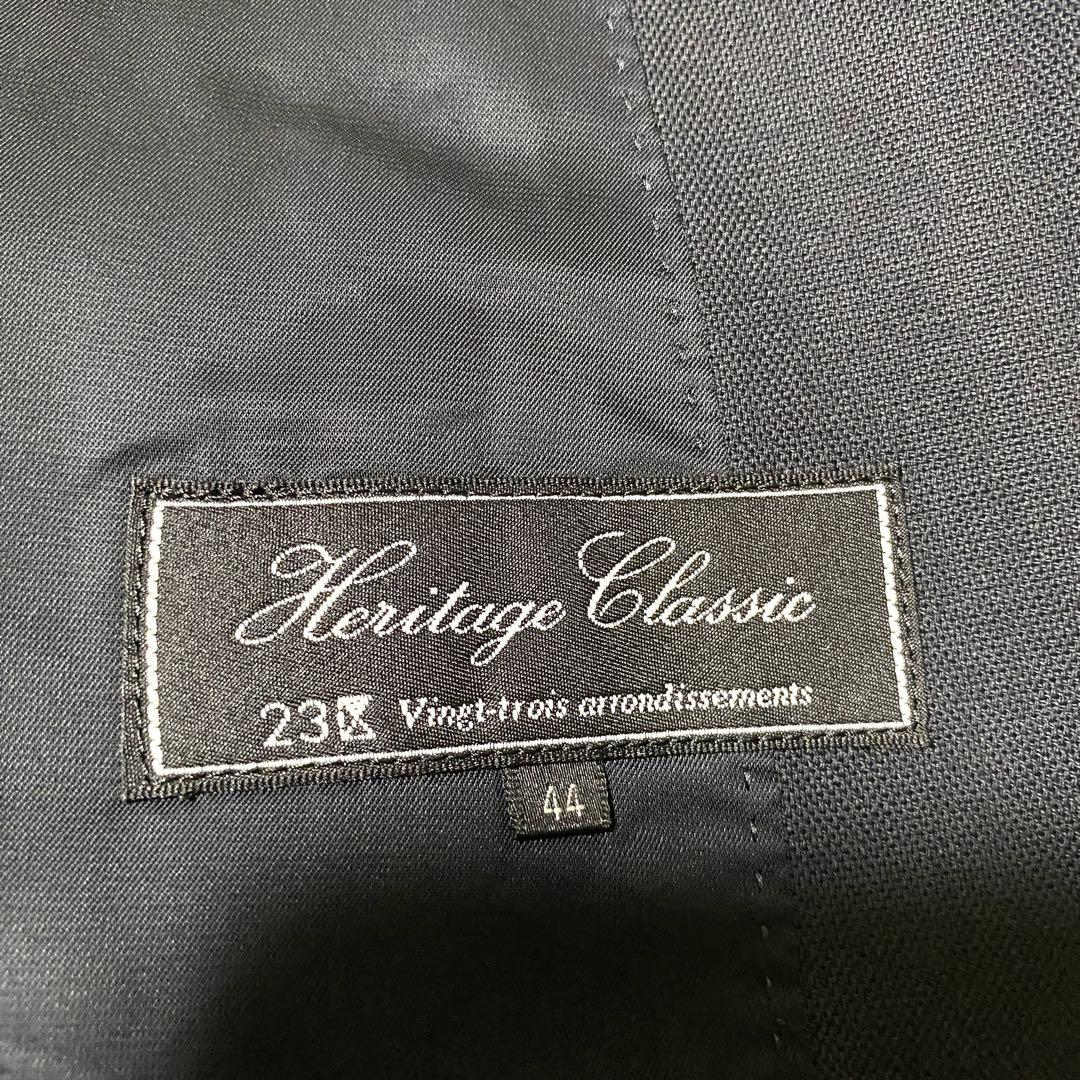 Heritage Classic
23区 Vingt-trois arrondissements
44